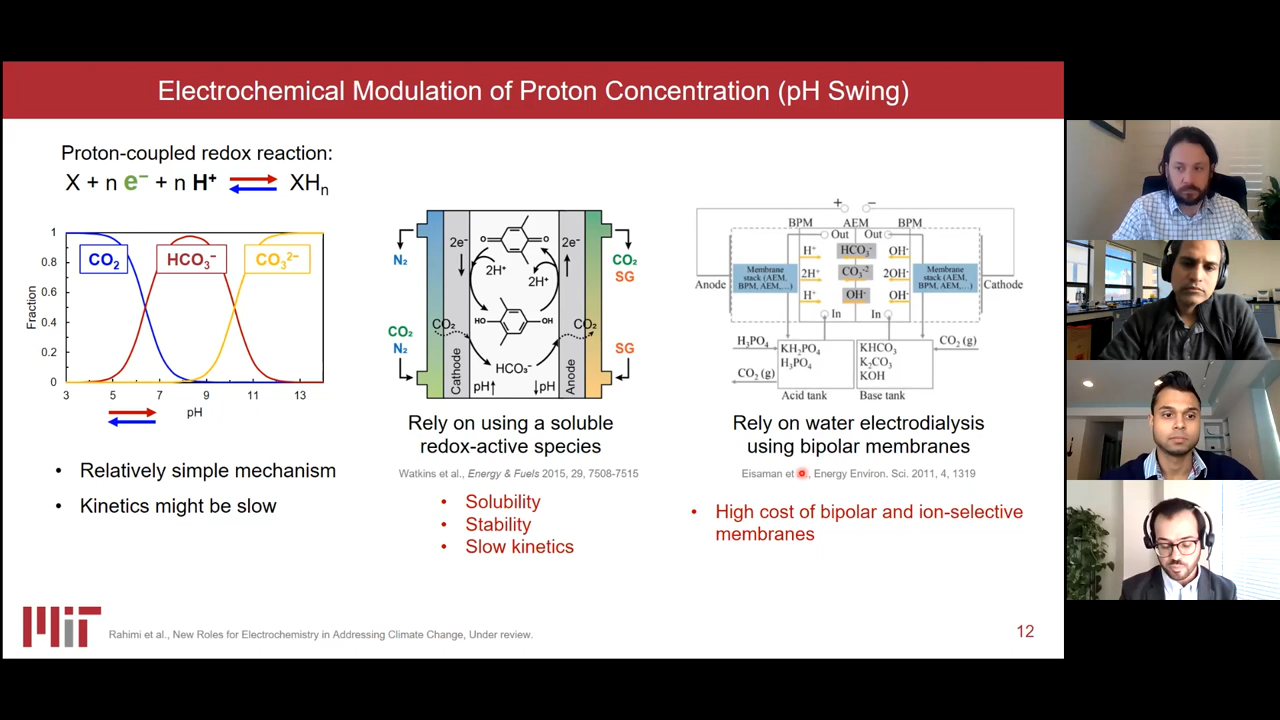 Electrochemical Modulation of Proton Concentration (pH Swing)
Proton-coupled redox reaction:
X + n e⁻ + n H⁺ ⇌ XHₙ
1
0.8
0.6
0.4
0.2
0
Fraction
CO₂
HCO₃⁻
CO₃²⁻
3
5
7
9
11
13
pH
• Relatively simple mechanism
• Kinetics might be slow
N₂
CO₂
N₂
2e⁻
2H⁺
2H⁺
2e⁻
O
O
HO
OH
CO₂
CO₂
HCO₃⁻
pH↑
↓pH
Cathode
Anode
CO₂
SG
SG
Rely on using a soluble
redox-active species
Watkins et al., Energy & Fuels 2015, 29, 7508-7515
• Solubility
• Stability
• Slow kinetics
+
−
BPM
AEM
BPM
Out
Out
H⁺
HCO₃⁻
OH⁻
2H⁺
CO₃⁻²
2OH⁻
H⁺
OH⁻
OH⁻
Membrane
stack (AEM,
BPM, AEM,...)
Membrane
stack (AEM,
BPM, AEM,...)
Anode
Cathode
In
In
H₃PO₄
KH₂PO₄
H₃PO₄
KHCO₃
K₂CO₃
KOH
CO₂ (g)
CO₂ (g)
Acid tank
Base tank
Rely on water electrodialysis
using bipolar membranes
Eisaman et , Energy Environ. Sci. 2011, 4, 1319
• High cost of bipolar and ion-selective
membranes
MIT
Rahimi et al., New Roles for Electrochemistry in Addressing Climate Change, Under review.
12